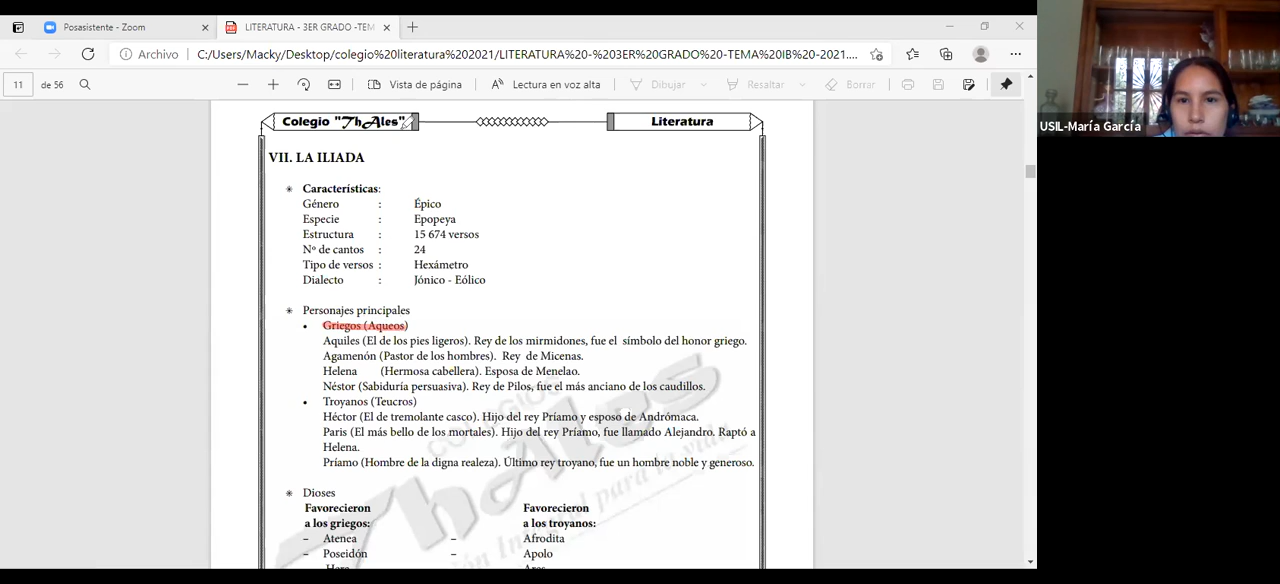 Posasistente - Zoom
LITERATURA - 3ER GRADO -TEM
Archivo
C:/Users/Macky/Desktop/colegio%20literatura%202021/LITERATURA%20-%203ER%20GRADO%20-TEMA%20IB%20-2021....
11
de 56
Vista de página
Lectura en voz alta
Dibujar
Resaltar
Borrar
USIL-María García
Colegio "ThAles"
Literatura
VII. LA ILIADA
Características:
Género : Épico
Especie : Epopeya
Estructura : 15 674 versos
Nº de cantos : 24
Tipo de versos : Hexámetro
Dialecto : Jónico - Eólico
Personajes principales
• Griegos (Aqueos)
Aquiles (El de los pies ligeros). Rey de los mirmidones, fue el símbolo del honor griego.
Agamenón (Pastor de los hombres). Rey de Micenas.
Helena (Hermosa cabellera). Esposa de Menelao.
Néstor (Sabiduría persuasiva). Rey de Pilos, fue el más anciano de los caudillos.
• Troyanos (Teucros)
Héctor (El de tremolante casco). Hijo del rey Príamo y esposo de Andrómaca.
Paris (El más bello de los mortales). Hijo del rey Príamo, fue llamado Alejandro. Raptó a
Helena.
Príamo (Hombre de la digna realeza). Último rey troyano, fue un hombre noble y generoso.
Dioses
Favorecieron
a los griegos:
Favorecieron
a los troyanos:
– Atenea – Afrodita
– Poseidón – Apolo